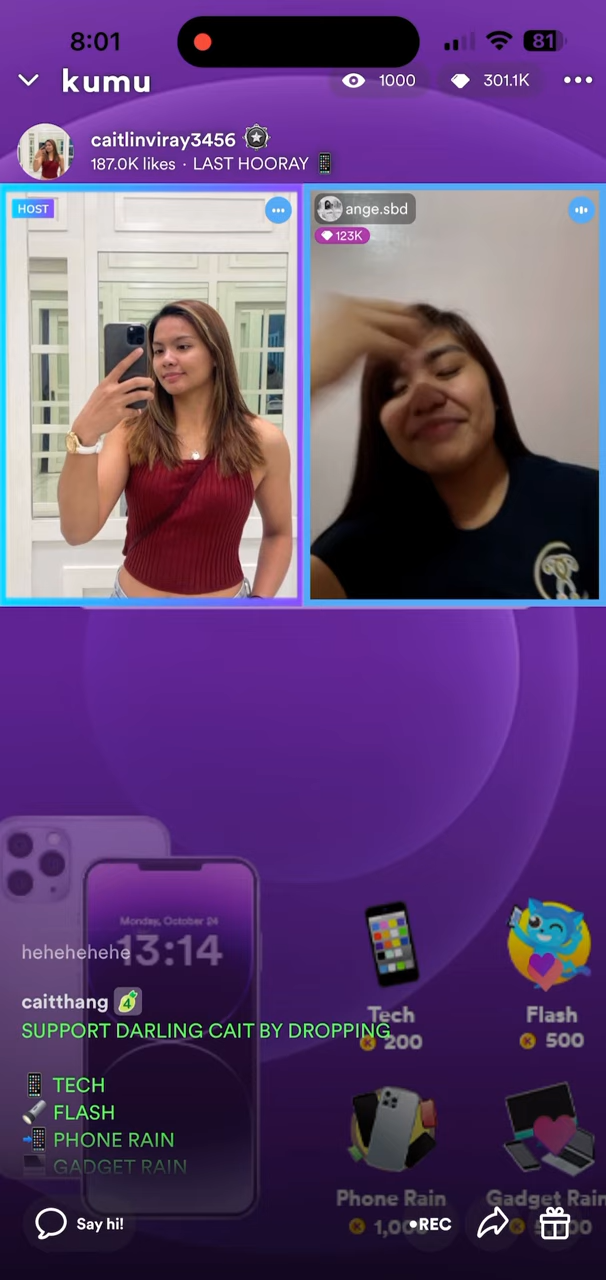 8:01
81
kumu
1000
301.1K
caitlinviray3456
187.0K likes · LAST HOORAY 📱
HOST
ange.sbd
123K
Monday, October 24
13:14
hehehehehe
caitthang 4
SUPPORT DARLING CAIT BY DROPPING
Tech
200
Flash
500
📱 TECH
🔦 FLASH
📲 PHONE RAIN
💻 GADGET RAIN
Phone Rain
Gadget Rain
Say hi!
•REC